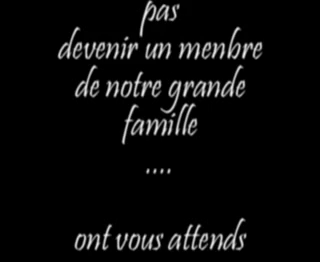 pas
devenir un menbre
de notre grande
famille
....
ont vous attends